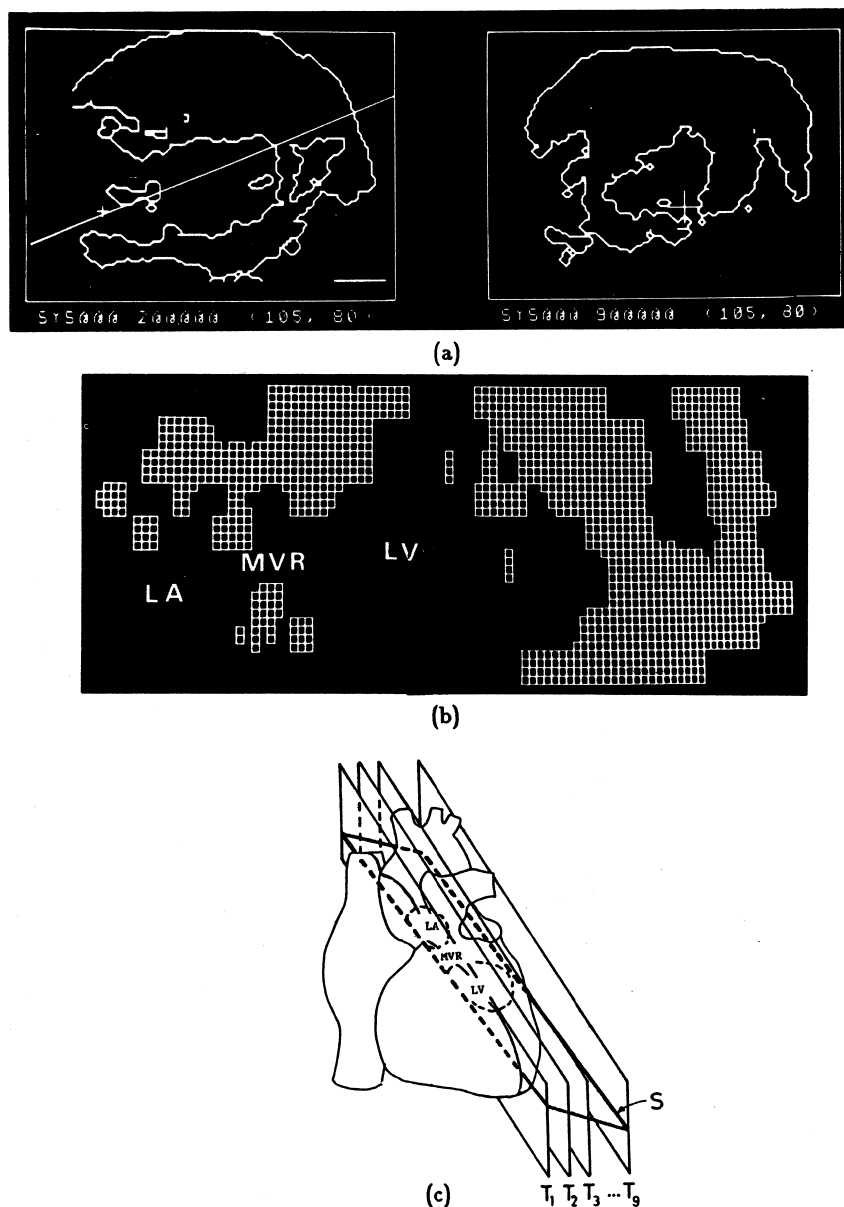 SYS000 200000 (105, 80)
SYS000 900000 (105, 80)
(a)
LV
MVR
LA
(b)
LA
MVR
LV
S
T1 T2 T3 ... T9
(c)